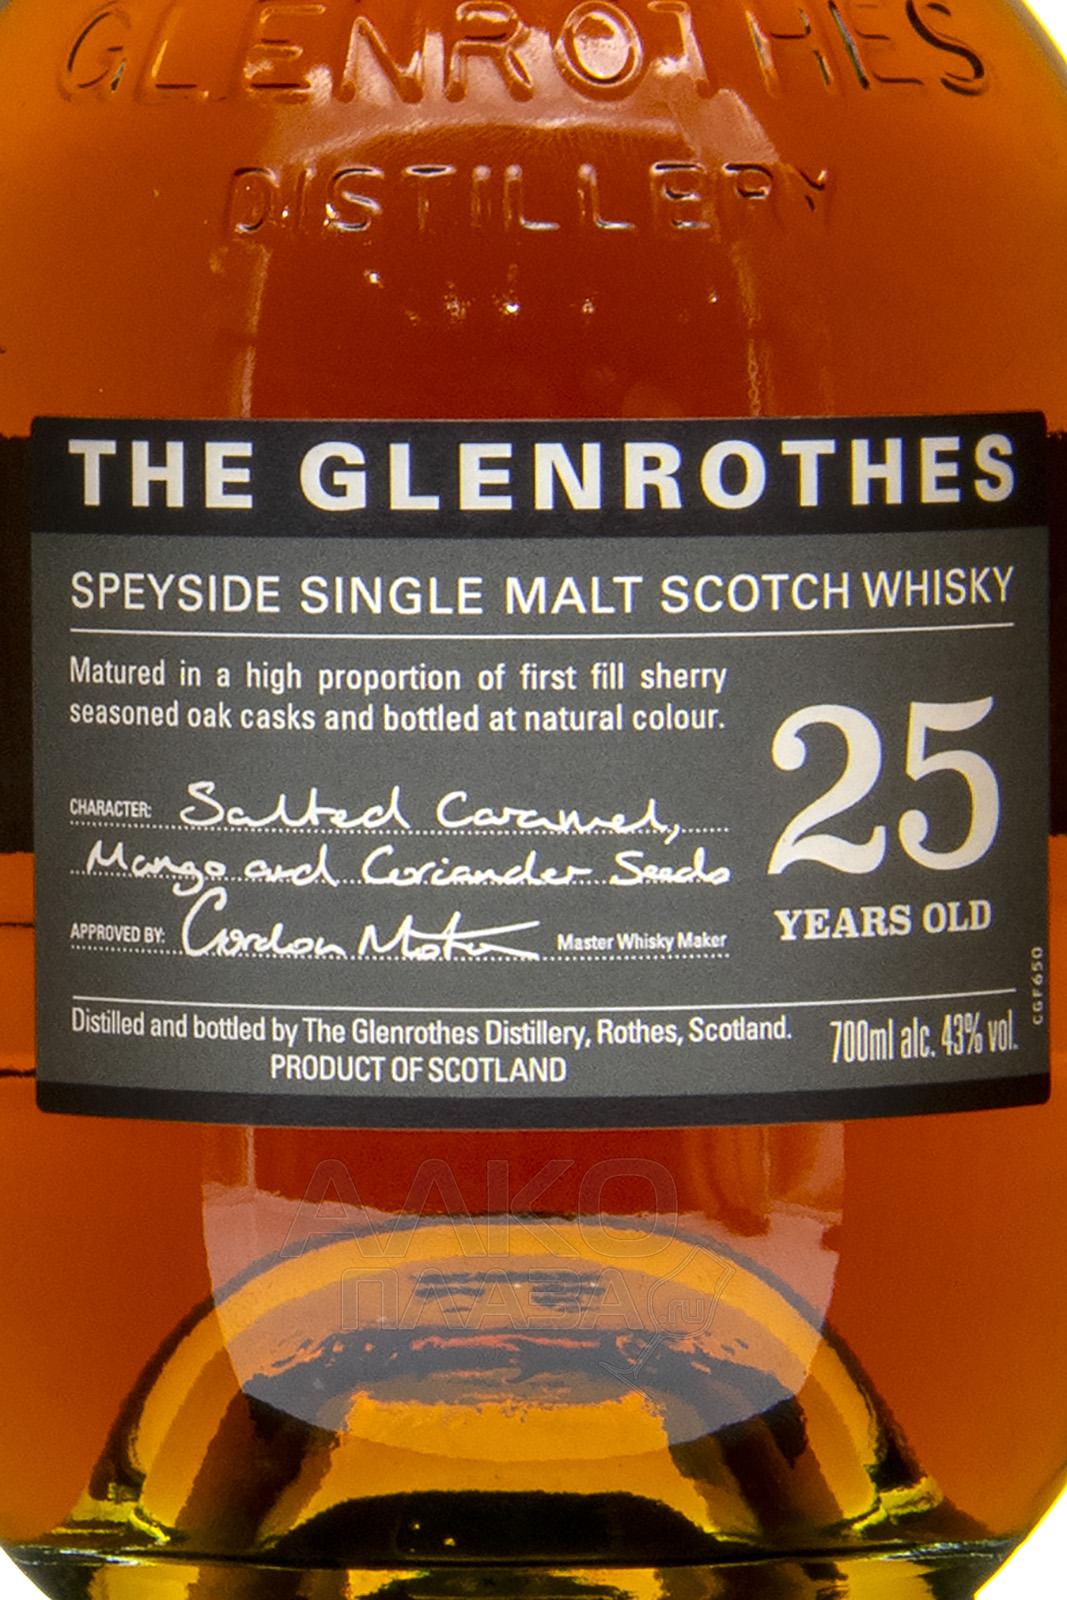 GLENROTHES
DISTILLERY
THE GLENROTHES
SPEYSIDE SINGLE MALT SCOTCH WHISKY
Matured in a high proportion of first fill sherry
seasoned oak casks and bottled at natural colour.
CHARACTER: Salted Caramel,
Mango and Coriander Seeds
APPROVED BY: Gordon Motion Master Whisky Maker
25
YEARS OLD
Distilled and bottled by The Glenrothes Distillery, Rothes, Scotland.
PRODUCT OF SCOTLAND
700ml alc. 43% vol.
CGF650
ААКО
ПЛАЗА
.ru